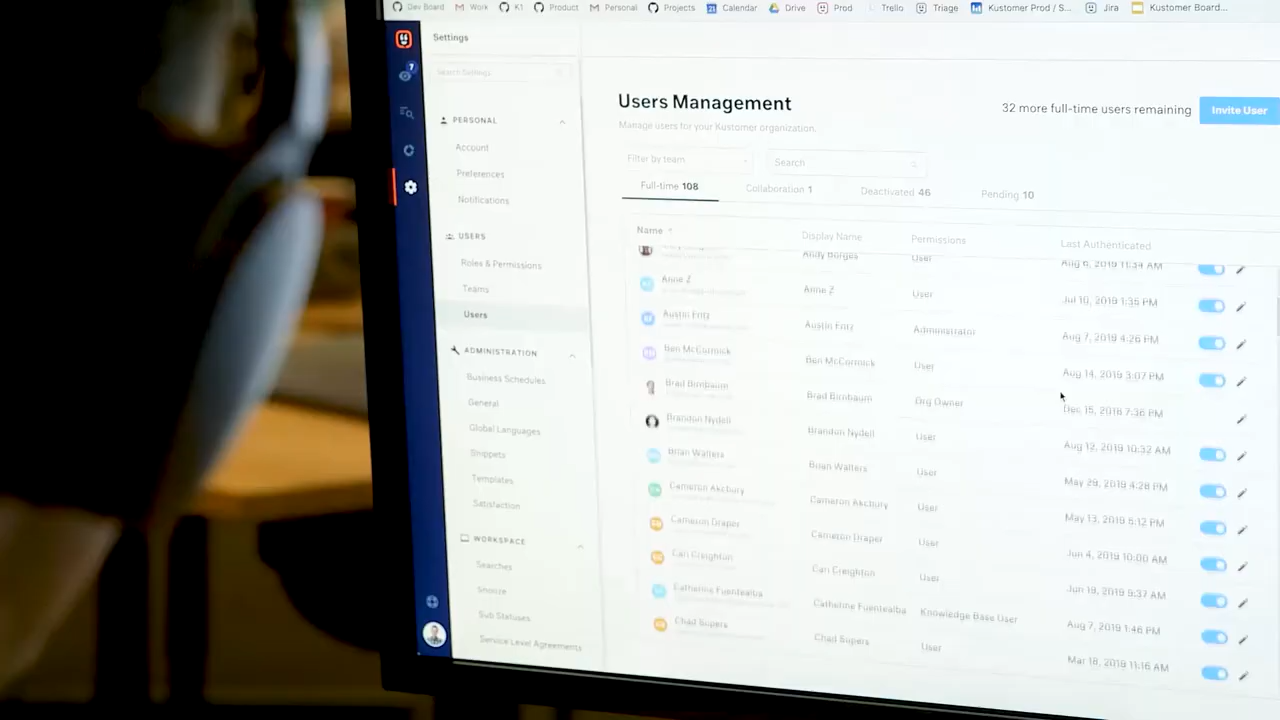 Dev Board Work K1 Product Personal Projects Calendar Drive Prod Trello Triage Kustomer Prod / S... Jira Kustomer Board...
Settings
7
Search Settings
PERSONAL
Account
Preferences
Notifications
USERS
Roles & Permissions
Teams
Users
ADMINISTRATION
Business Schedules
General
Global Languages
Snippets
Templates
Satisfaction
WORKSPACE
Searches
Snooze
Sub Statuses
Service Level Agreements
Users Management
32 more full-time users remaining
Invite User
Manage users for your Kustomer organization.
Filter by team
Search
Full-time 108 Collaboration 1 Deactivated 46 Pending 10
Name Display Name Permissions Last Authenticated
Andy Borges User Aug 6, 2019 11:34 AM
Anne Z Anne Z User Jul 10, 2019 1:35 PM
Austin Fritz Austin Fritz Administrator Aug 7, 2019 4:26 PM
Ben McCormick Ben McCormick User Aug 14, 2019 3:07 PM
Brad Birnbaum Brad Birnbaum Org Owner Dec 15, 2018 7:36 PM
Brandon Nydell Brandon Nydell User Aug 12, 2019 10:32 AM
Brian Walters Brian Walters User May 29, 2019 4:28 PM
Cameron Akchury Cameron Akchury User May 13, 2019 5:12 PM
Cameron Draper Cameron Draper User Jun 4, 2019 10:00 AM
Cari Creighton Cari Creighton User Jun 19, 2019 9:37 AM
Catherine Fuentealba Catherine Fuentealba Knowledge Base User Aug 7, 2019 1:46 PM
Chad Supers Chad Supers User Mar 18, 2019 11:16 AM